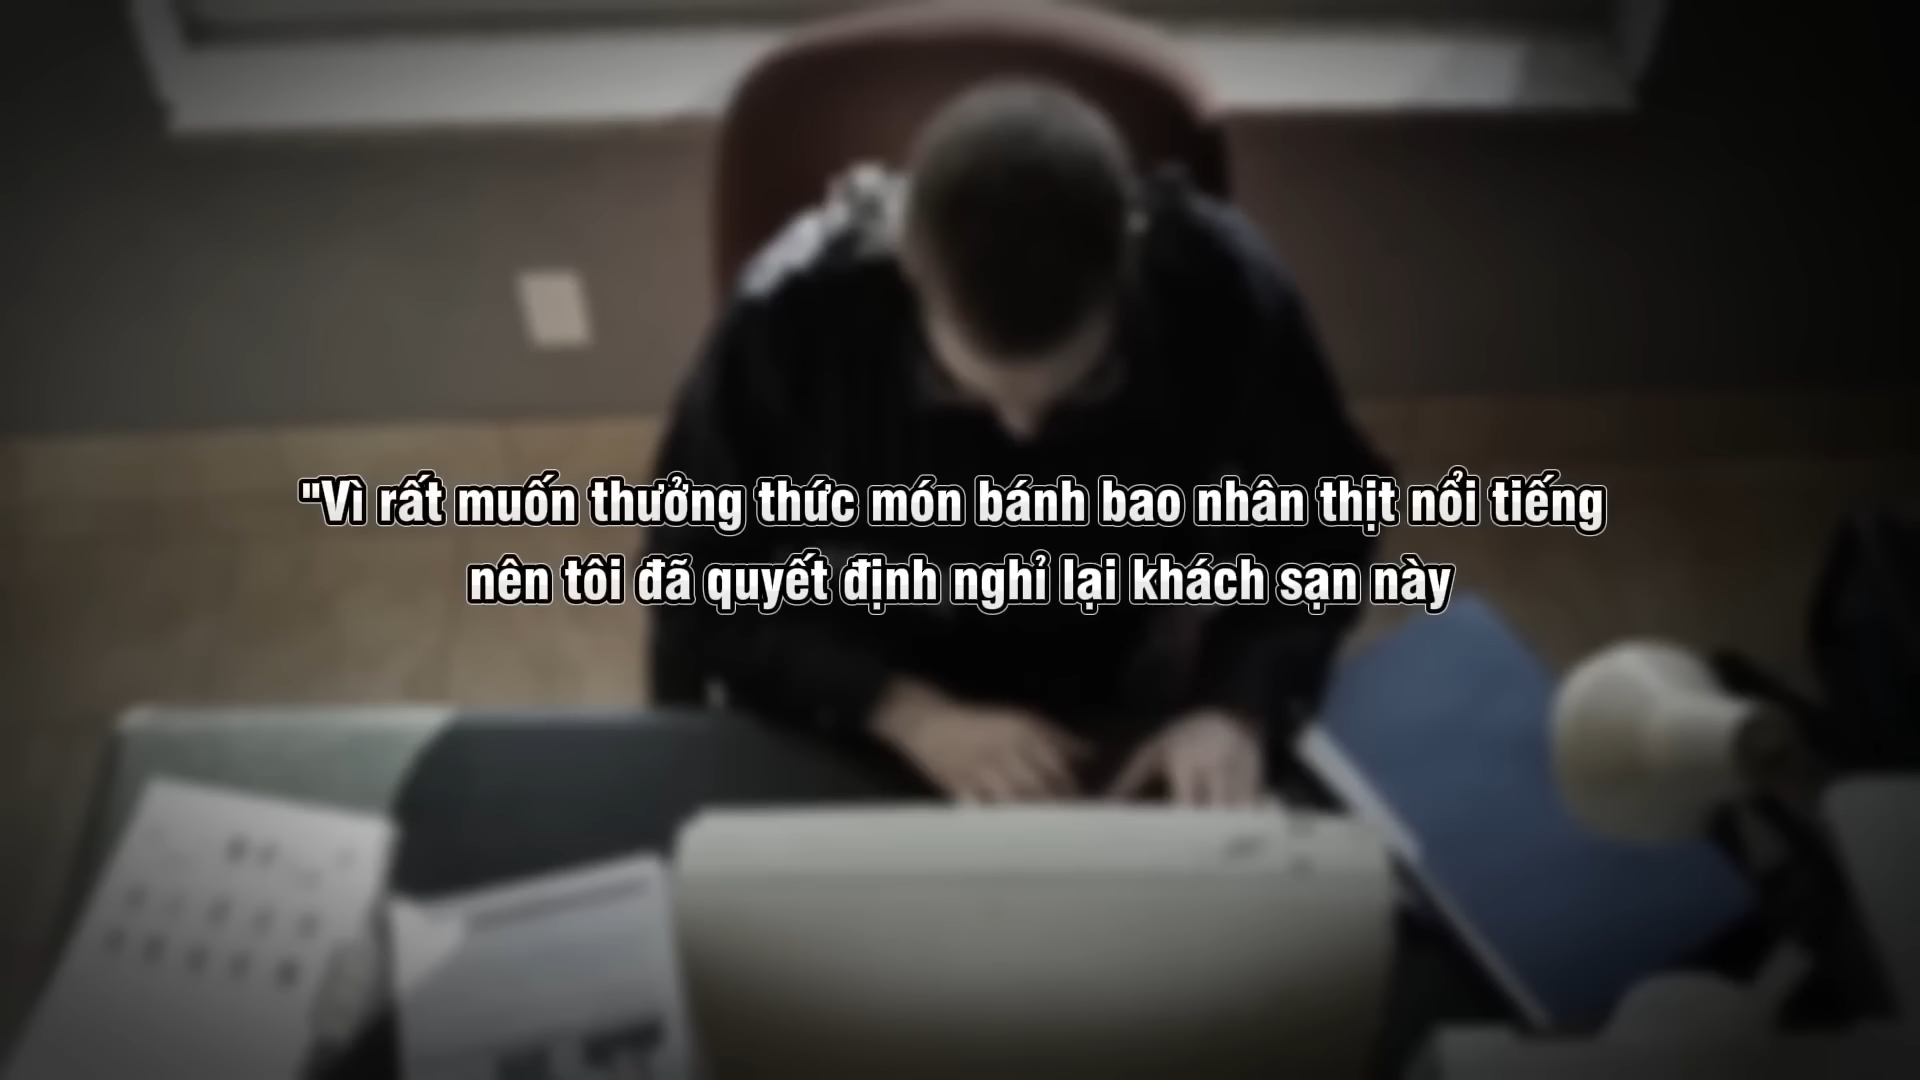 "Vì rất muốn thưởng thức món bánh bao nhân thịt nổi tiếng
nên tôi đã quyết định nghỉ lại khách sạn này